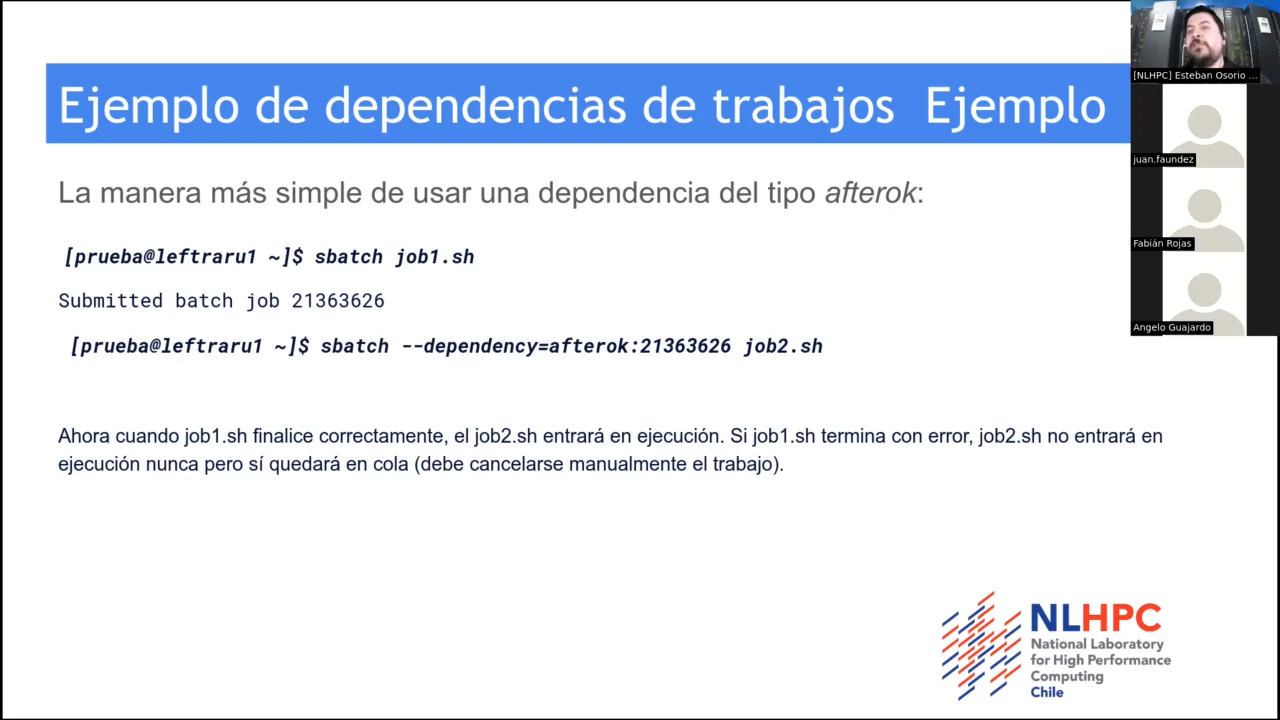 Ejemplo de dependencias de trabajos  Ejemplo
La manera más simple de usar una dependencia del tipo afterok:
[prueba@leftraru1 ~]$ sbatch job1.sh
Submitted batch job 21363626
[prueba@leftraru1 ~]$ sbatch --dependency=afterok:21363626 job2.sh
Ahora cuando job1.sh finalice correctamente, el job2.sh entrará en ejecución. Si job1.sh termina con error, job2.sh no entrará en
ejecución nunca pero sí quedará en cola (debe cancelarse manualmente el trabajo).
[NLHPC] Esteban Osorio ...
juan.faundez
Fabián Rojas
Angelo Guajardo
NLHPC
National Laboratory
for High Performance
Computing
Chile